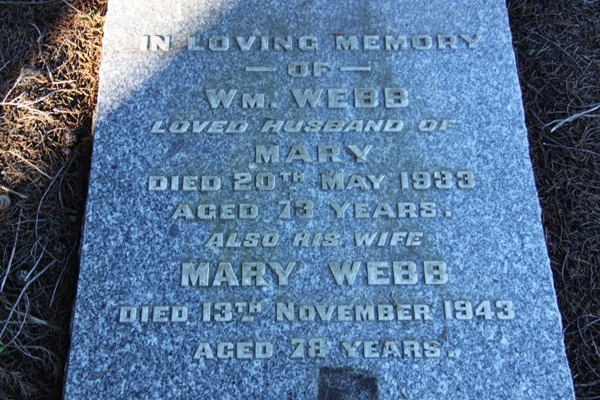 IN LOVING MEMORY
— OF —
WM. WEBB
LOVED HUSBAND OF
MARY
DIED 20TH MAY 1933
AGED 73 YEARS.
ALSO HIS WIFE
MARY WEBB
DIED 13TH NOVEMBER 1943
AGED 78 YEARS.